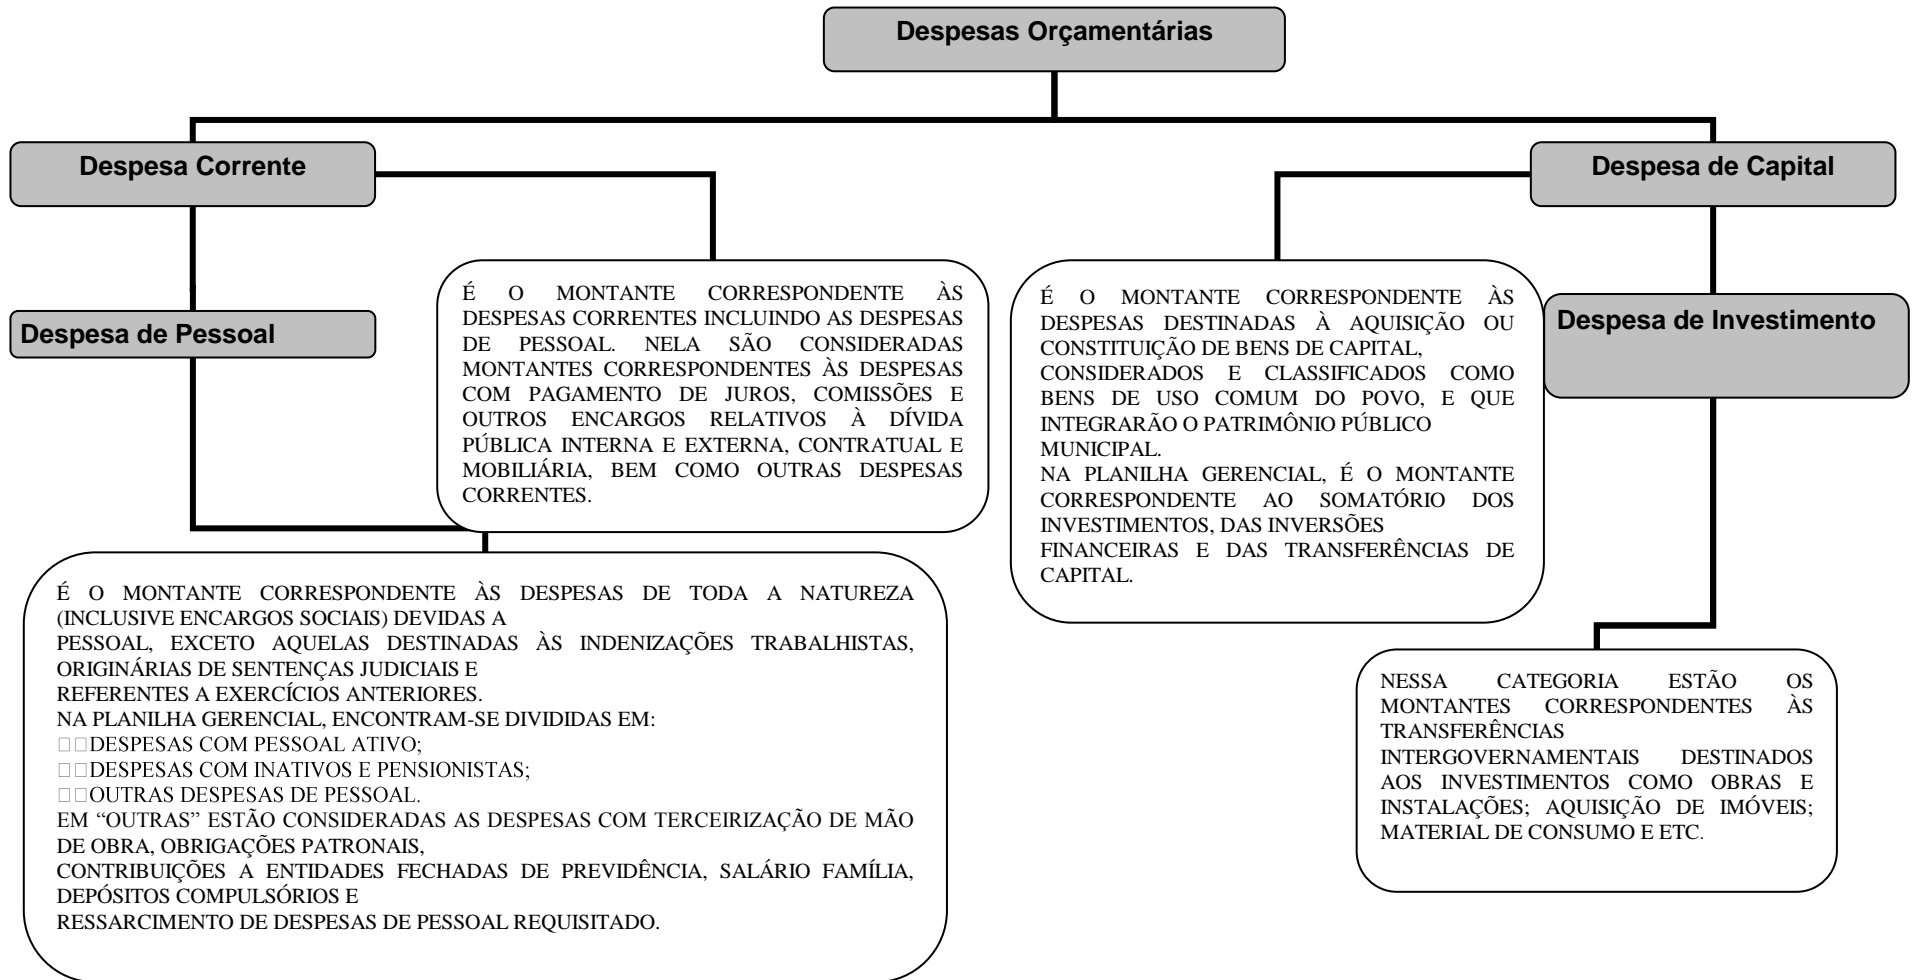 Despesas Orçamentárias
Despesa Corrente
Despesa de Capital
Despesa de Pessoal
É O MONTANTE CORRESPONDENTE ÀS
DESPESAS CORRENTES INCLUINDO AS DESPESAS
DE PESSOAL. NELA SÃO CONSIDERADAS
MONTANTES CORRESPONDENTES ÀS DESPESAS
COM PAGAMENTO DE JUROS, COMISSÕES E
OUTROS ENCARGOS RELATIVOS À DÍVIDA
PÚBLICA INTERNA E EXTERNA, CONTRATUAL E
MOBILIÁRIA, BEM COMO OUTRAS DESPESAS
CORRENTES.
É O MONTANTE CORRESPONDENTE ÀS
DESPESAS DESTINADAS À AQUISIÇÃO OU
CONSTITUIÇÃO DE BENS DE CAPITAL,
CONSIDERADOS E CLASSIFICADOS COMO
BENS DE USO COMUM DO POVO, E QUE
INTEGRARÃO O PATRIMÔNIO PÚBLICO
MUNICIPAL.
NA PLANILHA GERENCIAL, É O MONTANTE
CORRESPONDENTE AO SOMATÓRIO DOS
INVESTIMENTOS, DAS INVERSÕES
FINANCEIRAS E DAS TRANSFERÊNCIAS DE
CAPITAL.
Despesa de Investimento
É O MONTANTE CORRESPONDENTE ÀS DESPESAS DE TODA A NATUREZA
(INCLUSIVE ENCARGOS SOCIAIS) DEVIDAS A
PESSOAL, EXCETO AQUELAS DESTINADAS ÀS INDENIZAÇÕES TRABALHISTAS,
ORIGINÁRIAS DE SENTENÇAS JUDICIAIS E
REFERENTES A EXERCÍCIOS ANTERIORES.
NA PLANILHA GERENCIAL, ENCONTRAM-SE DIVIDIDAS EM:
□□DESPESAS COM PESSOAL ATIVO;
□□DESPESAS COM INATIVOS E PENSIONISTAS;
□□OUTRAS DESPESAS DE PESSOAL.
EM “OUTRAS” ESTÃO CONSIDERADAS AS DESPESAS COM TERCEIRIZAÇÃO DE MÃO
DE OBRA, OBRIGAÇÕES PATRONAIS,
CONTRIBUIÇÕES A ENTIDADES FECHADAS DE PREVIDÊNCIA, SALÁRIO FAMÍLIA,
DEPÓSITOS COMPULSÓRIOS E
RESSARCIMENTO DE DESPESAS DE PESSOAL REQUISITADO.
NESSA CATEGORIA ESTÃO OS
MONTANTES CORRESPONDENTES ÀS
TRANSFERÊNCIAS
INTERGOVERNAMENTAIS DESTINADOS
AOS INVESTIMENTOS COMO OBRAS E
INSTALAÇÕES; AQUISIÇÃO DE IMÓVEIS;
MATERIAL DE CONSUMO E ETC.